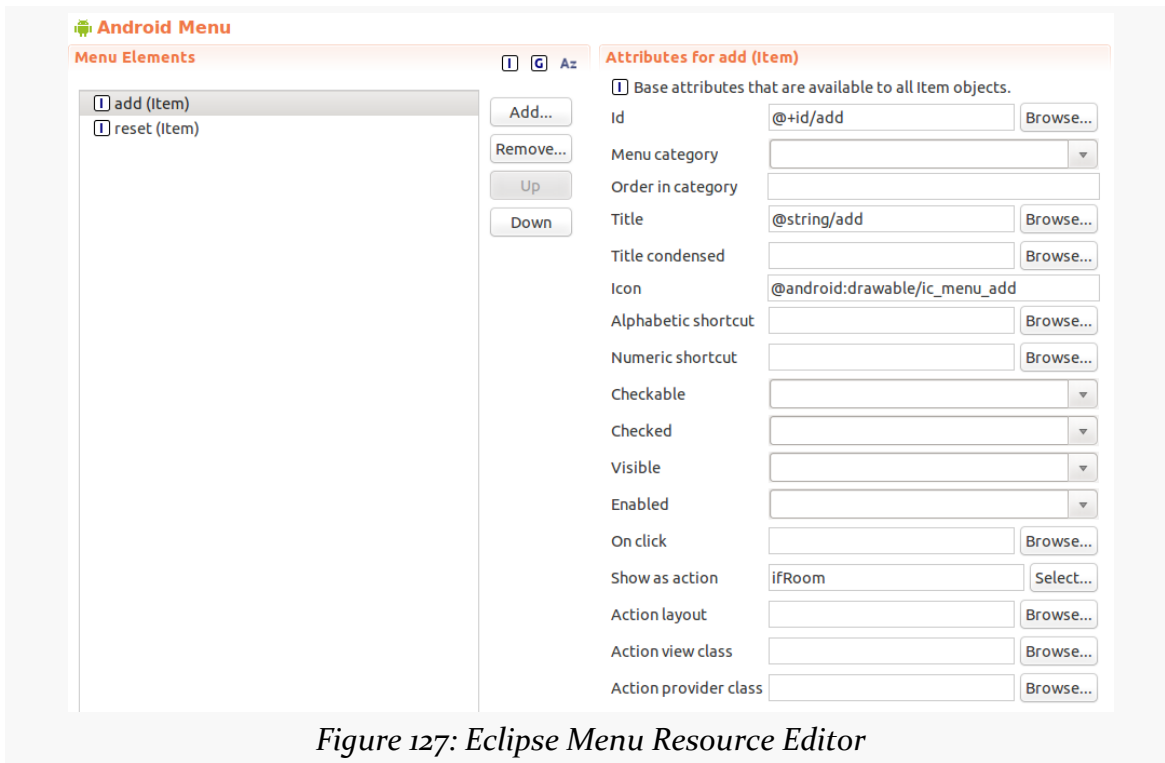 Android Menu
Menu Elements
I G Az
I add (Item)
I reset (Item)
Add...
Remove...
Up
Down
Attributes for add (Item)
I Base attributes that are available to all Item objects.
Id @+id/add Browse...
Menu category
Order in category
Title @string/add Browse...
Title condensed Browse...
Icon @android:drawable/ic_menu_add
Alphabetic shortcut Browse...
Numeric shortcut Browse...
Checkable
Checked
Visible
Enabled
On click Browse...
Show as action ifRoom Select...
Action layout Browse...
Action view class Browse...
Action provider class Browse...
Figure 127: Eclipse Menu Resource Editor